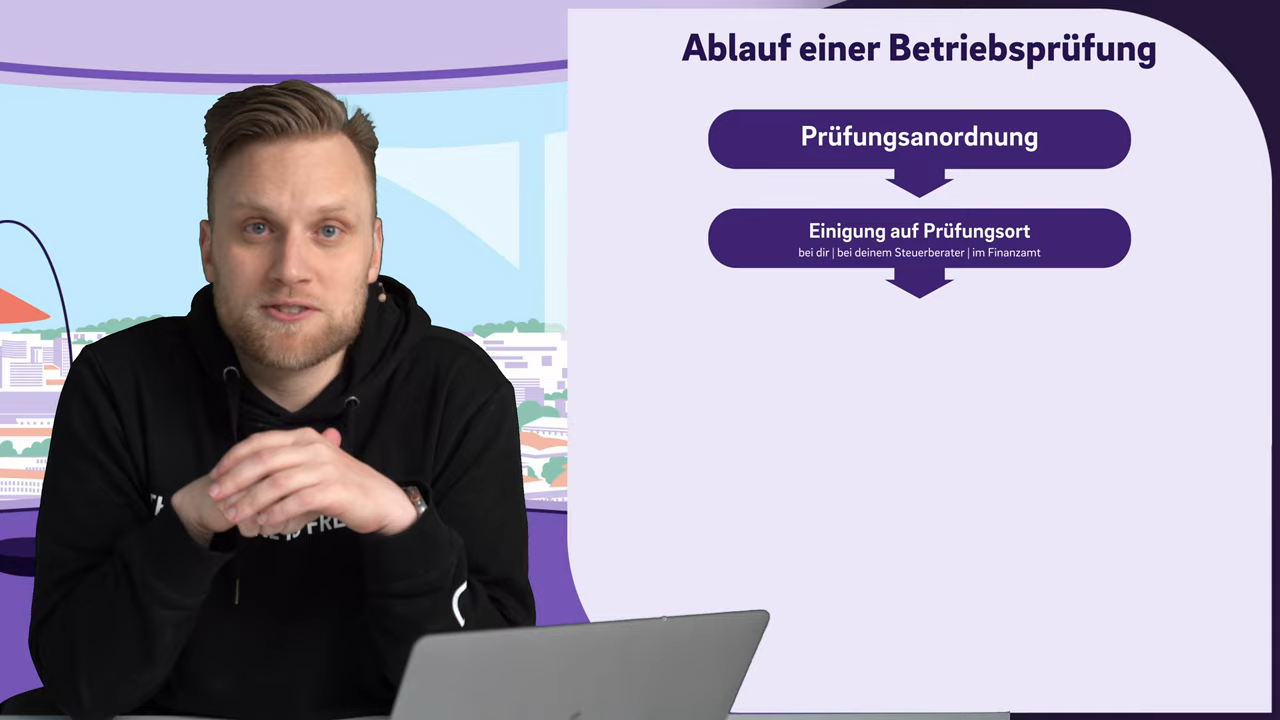 Ablauf einer Betriebsprüfung
Prüfungsanordnung
Einigung auf Prüfungsort
bei dir | bei deinem Steuerberater | im Finanzamt